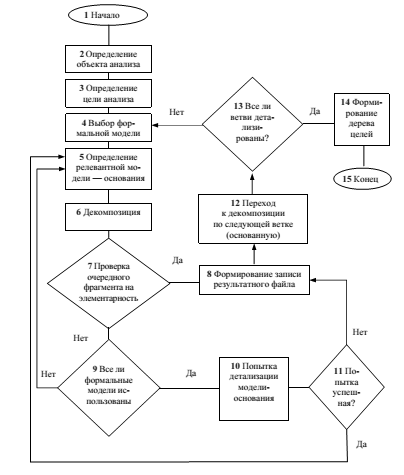 1 Начало
2 Определение
объекта анализа
3 Определение
цели анализа
4 Выбор фор-
мальной модели
5 Определение
релевантной мо-
дели — основания
6 Декомпозиция
7 Проверка
очередного
фрагмента на
элементарность
Да
8 Формирование записи
результатного файла
Нет
9 Все ли
формальные
модели ис-
пользованы
Нет
Да
10 Попытка
детализации
модели-
основания
11 По-
пытка
успеш-
ная?
Нет
Да
12 Переход
к декомпозиции
по следующей ветке
(основанную)
13 Все ли
ветви дета-
лизи-
рованы?
Нет
Да
14 Форми-
рование
дерева
целей
15 Конец